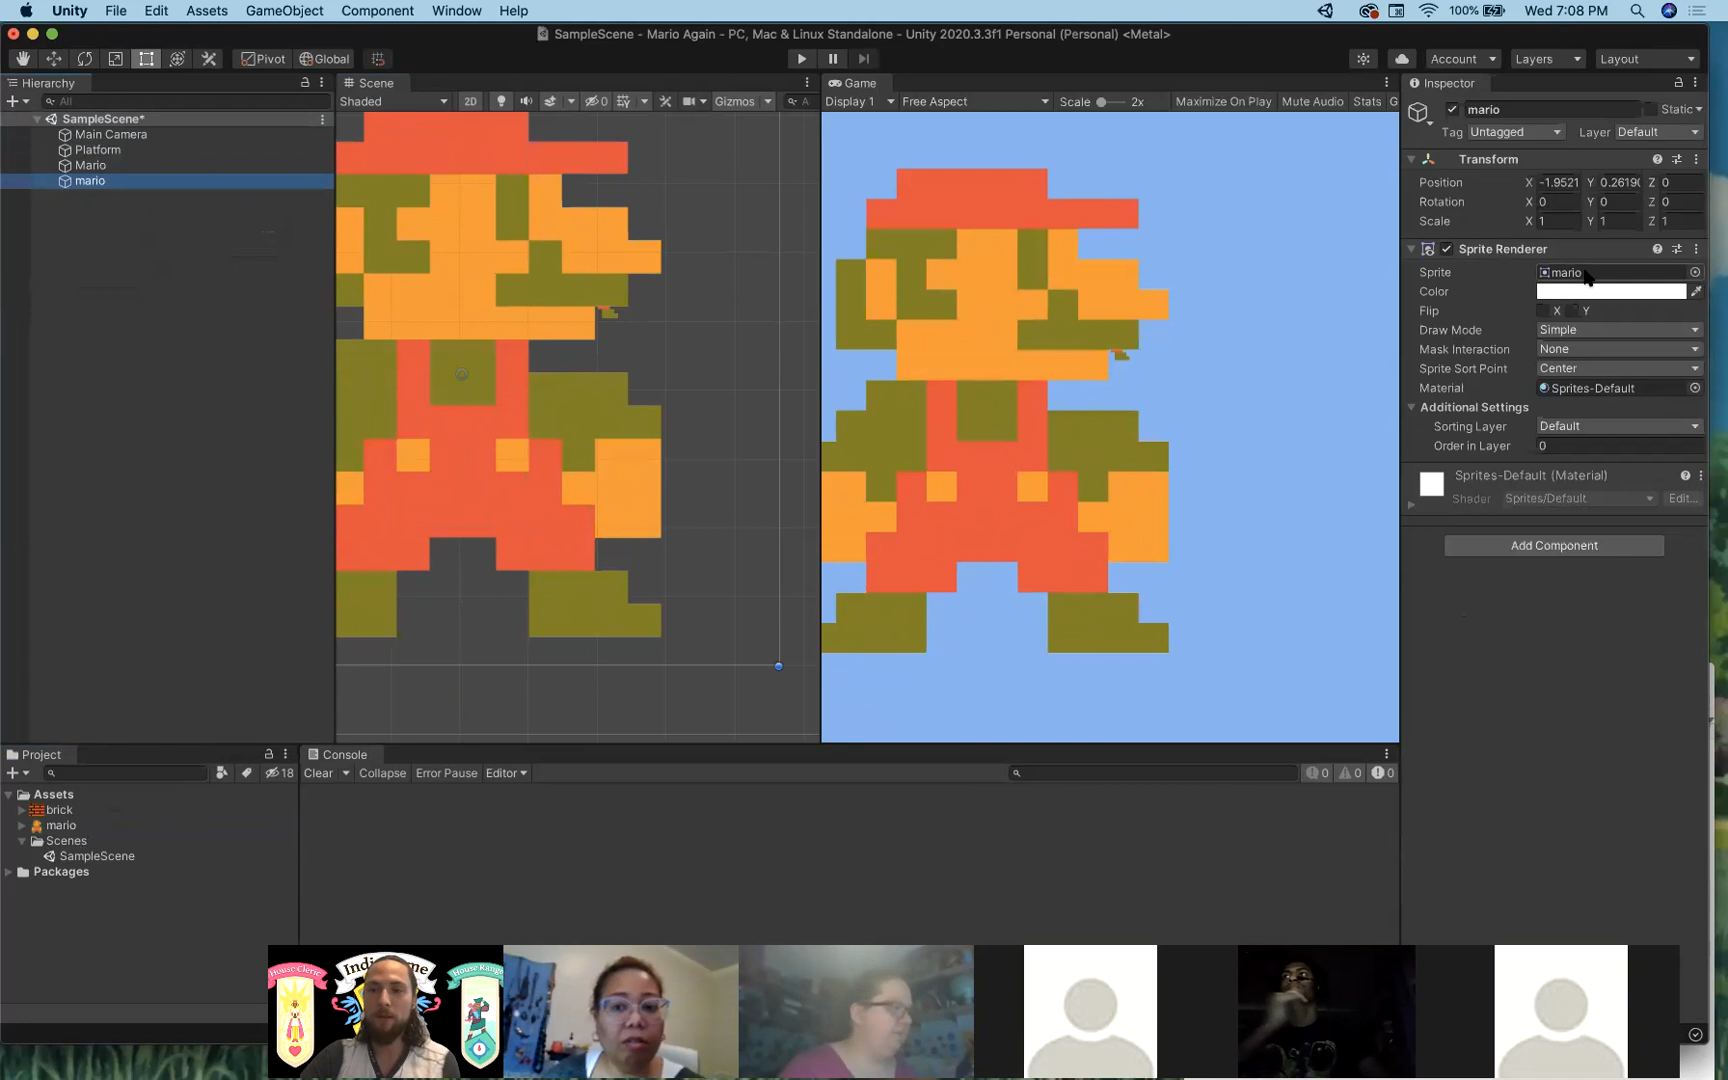 Unity File Edit Assets GameObject Component Window Help 100% Wed 7:08 PM
SampleScene - Mario Again - PC, Mac & Linux Standalone - Unity 2020.3.3f1 Personal (Personal) <Metal>
Pivot Global Account Layers Layout
Hierarchy
All
SampleScene*
Main Camera
Platform
Mario
mario
Scene
Shaded 2D 0 Gizmos A
Game
Display 1 Free Aspect Scale 2x Maximize On Play Mute Audio Stats G
Inspector
mario Static
Tag Untagged Layer Default
Transform
Position X -1.9521 Y 0.2619 Z 0
Rotation X 0 Y 0 Z 0
Scale X 1 Y 1 Z 1
Sprite Renderer
Sprite mario
Color
Flip X Y
Draw Mode Simple
Mask Interaction None
Sprite Sort Point Center
Material Sprites-Default
Additional Settings
Sorting Layer Default
Order in Layer 0
Sprites-Default (Material)
Shader Sprites/Default Edit...
Add Component
Project
18
Assets
brick
mario
Scenes
SampleScene
Packages
Console
Clear Collapse Error Pause Editor 0 0 0
House Cleric
House